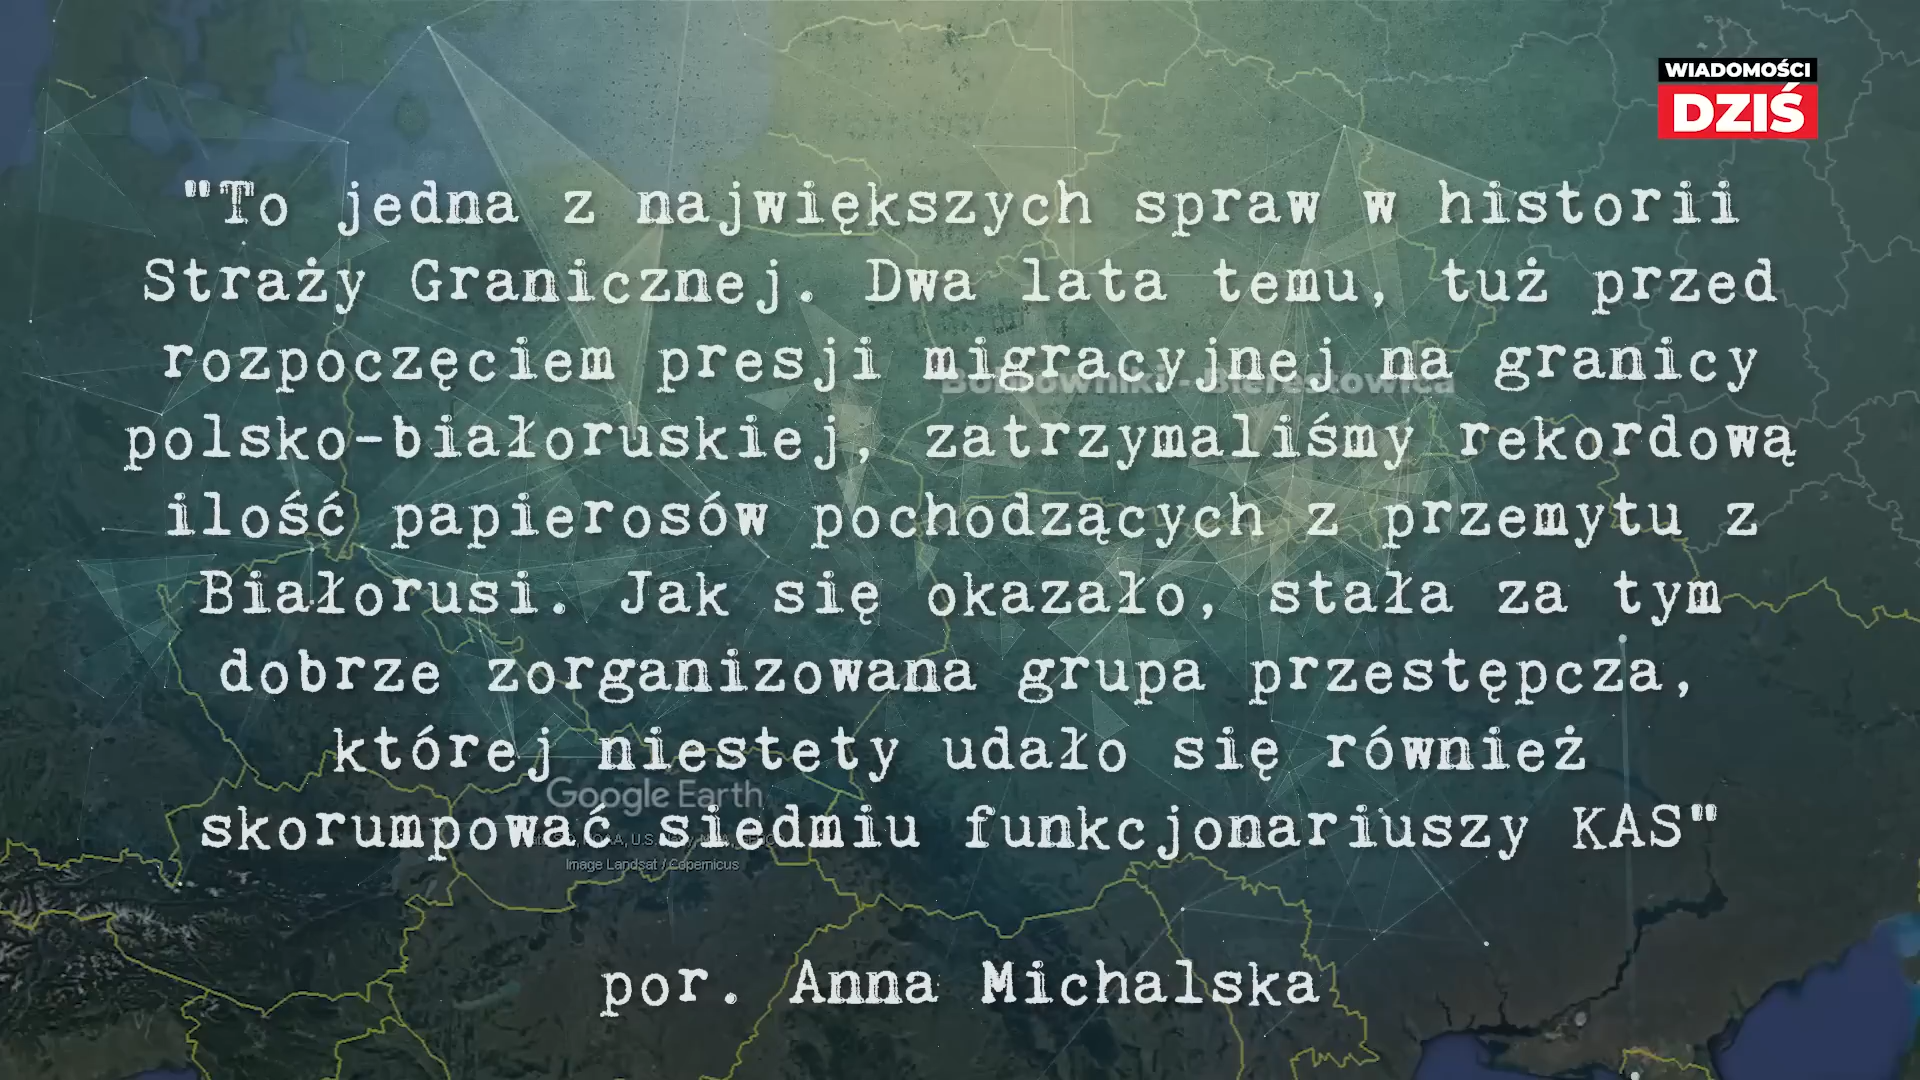 WIADOMOŚCI
DZIŚ
"To jedna z największych spraw w historii
Straży Granicznej. Dwa lata temu, tuż przed
rozpoczęciem presji migracyjnej na granicy
polsko-białoruskiej, zatrzymaliśmy rekordową
ilość papierosów pochodzących z przemytu z
Białorusi. Jak się okazało, stała za tym
dobrze zorganizowana grupa przestępcza,
której niestety udało się również
skorumpować siedmiu funkcjonariuszy KAS"
por. Anna Michalska
Bobrowniki - Bierestowica
Google Earth
Image Landsat / Copernicus